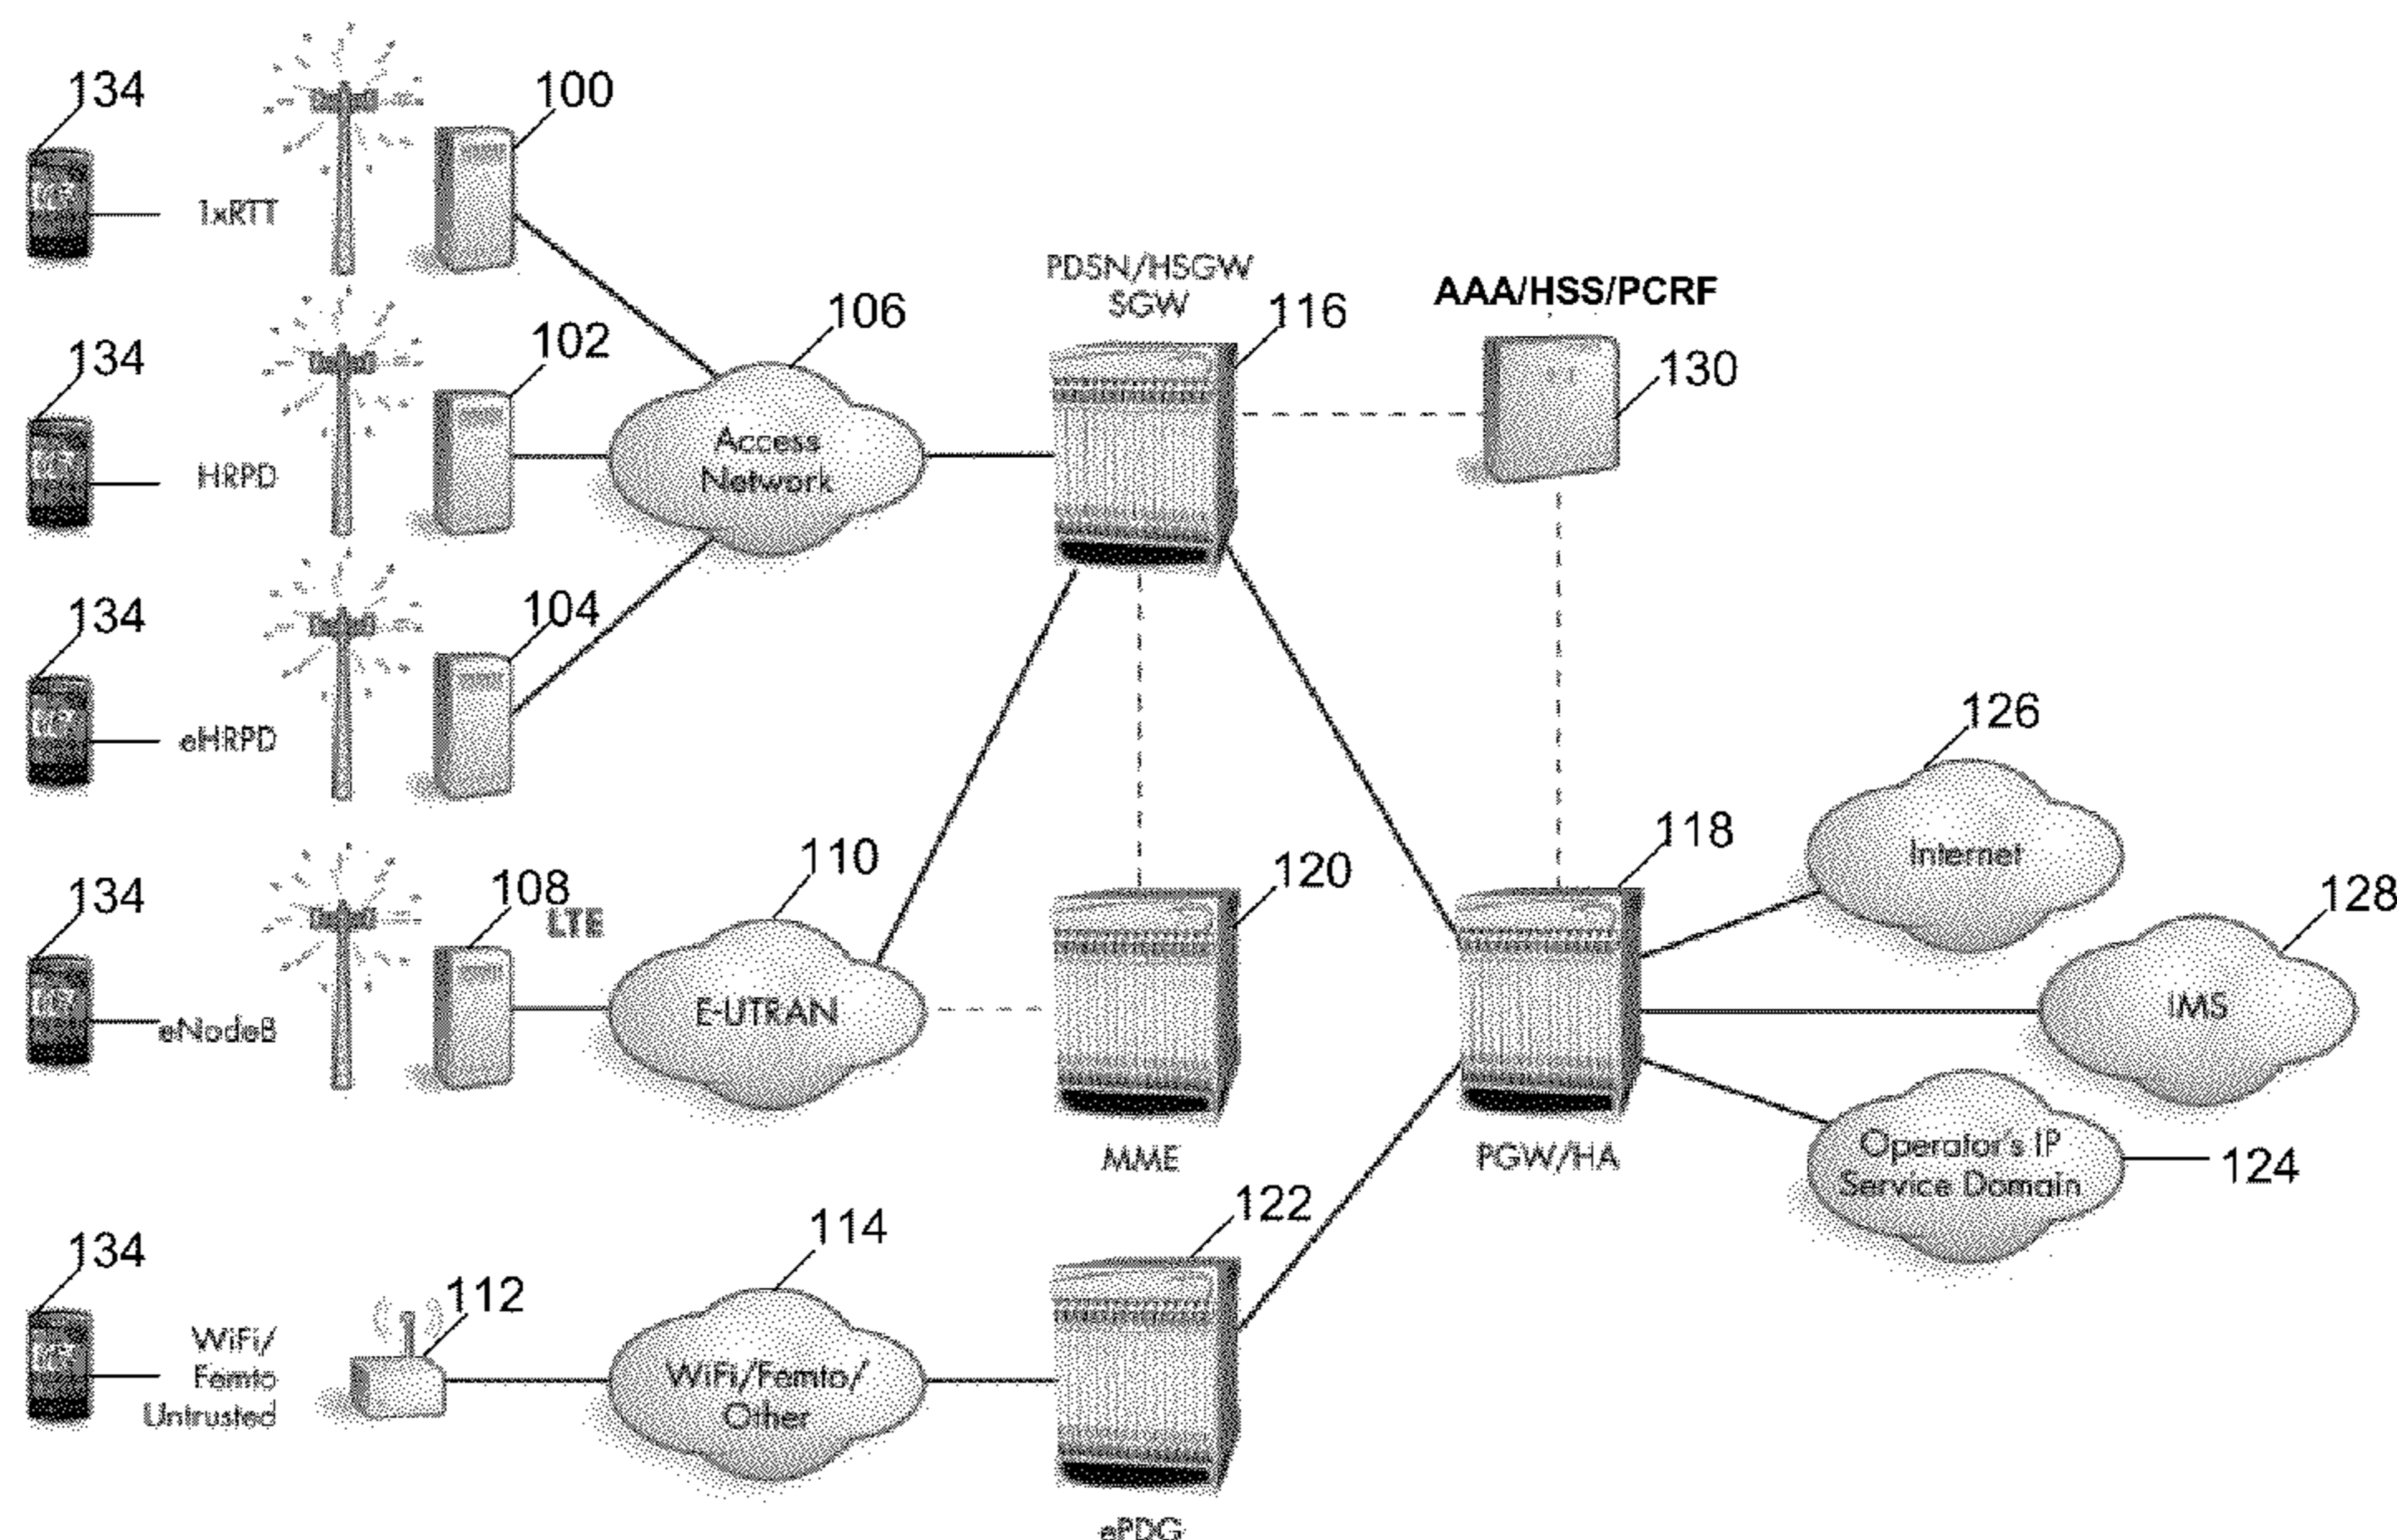 134
100
1xRTT
PDSN/HSGW
SGW
116
AAA/HSS/PCRF
130
134
102
106
HRPD
Access
Network
134
104
eHRPD
126
Internet
134
108
LTE
110
120
118
128
eNodeB
E-UTRAN
IMS
MME
PGW/HA
Operator's IP
Service Domain
124
134
112
114
122
WiFi/
Femto
Untrusted
WiFi/Femto/
Other
ePDG